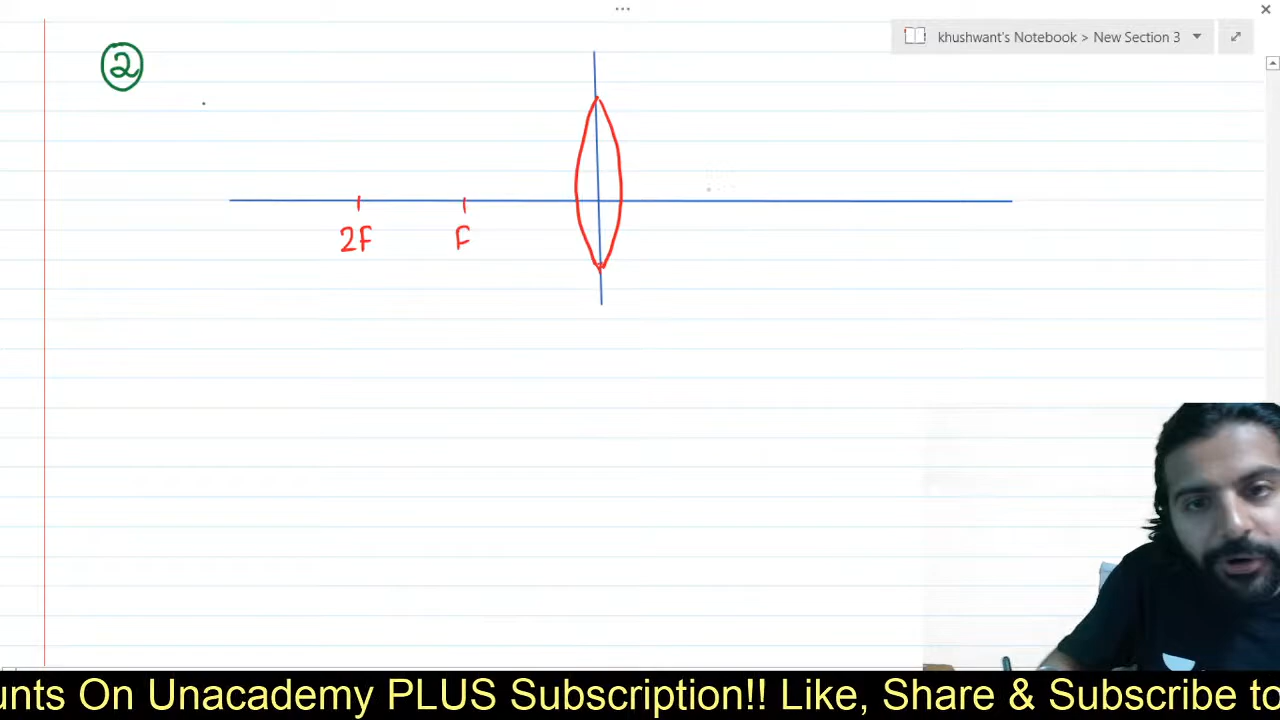 khushwant's Notebook > New Section 3
2
2F
F
unts On Unacademy PLUS Subscription!! Like, Share & Subscribe to